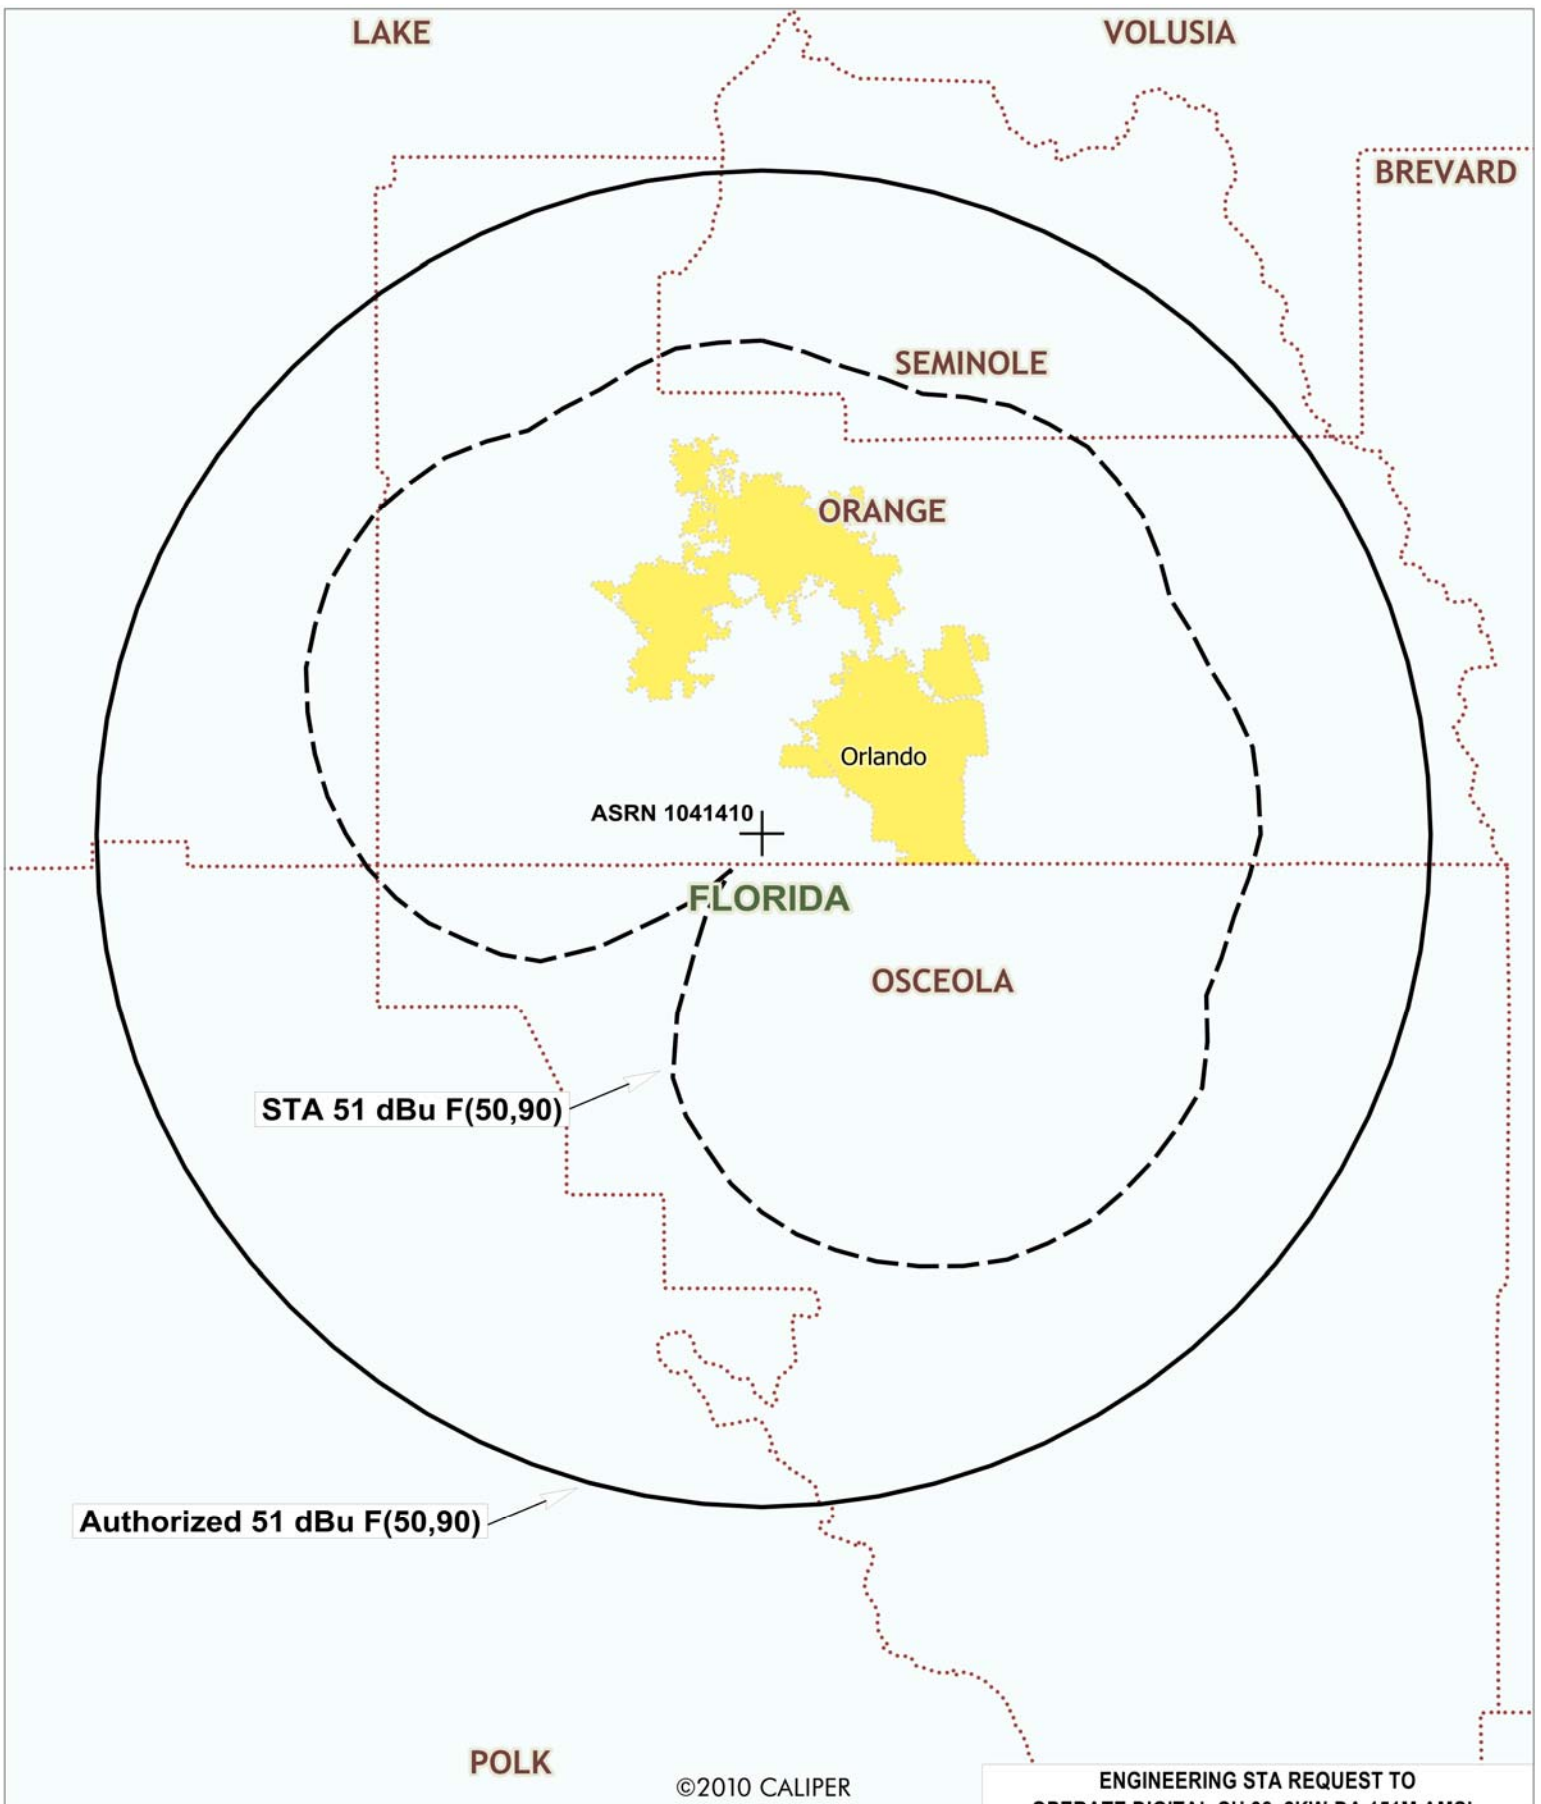 LAKE
VOLUSIA
BREVARD
SEMINOLE
ORANGE
Orlando
ASRN 1041410
FLORIDA
OSCEOLA
STA 51 dBu F(50,90)
Authorized 51 dBu F(50,90)
POLK
©2010 CALIPER
ENGINEERING STA REQUEST TO